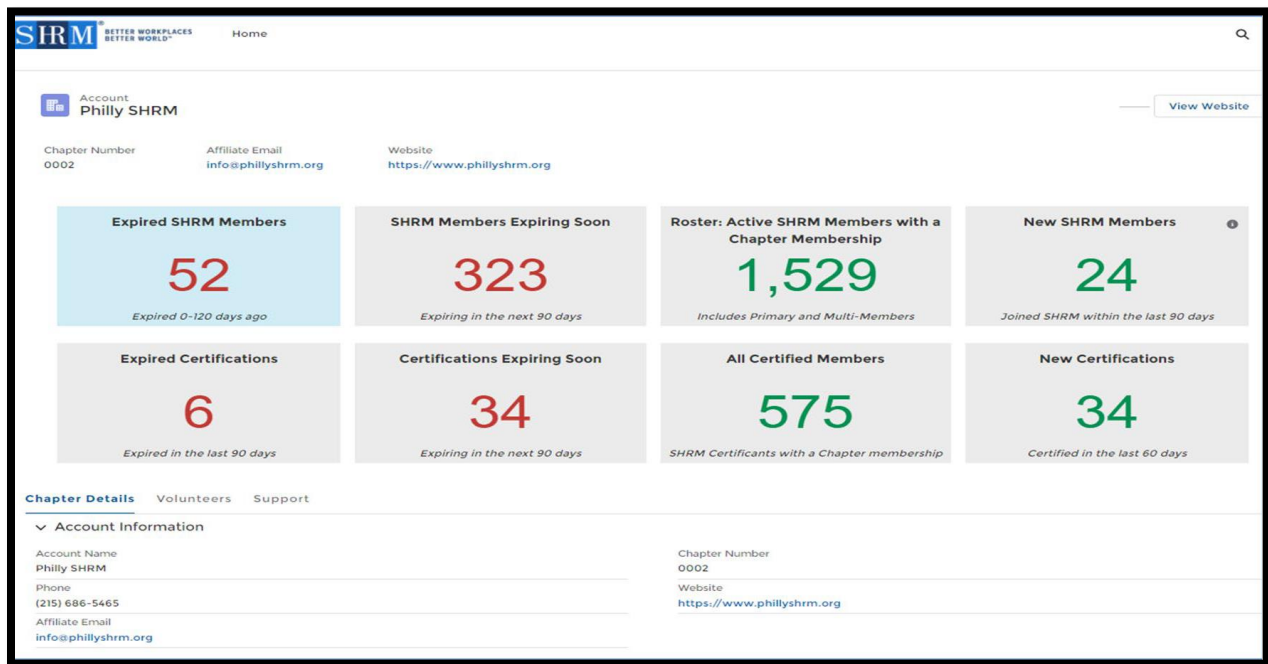 SHRM® BETTER WORKPLACES
BETTER WORLD™
Home
Account
Philly SHRM
View Website
Chapter Number
0002
Affiliate Email
info@phillyshrm.org
Website
https://www.phillyshrm.org
Expired SHRM Members
52
Expired 0-120 days ago
SHRM Members Expiring Soon
323
Expiring in the next 90 days
Roster: Active SHRM Members with a
Chapter Membership
1,529
Includes Primary and Multi-Members
New SHRM Members
24
Joined SHRM within the last 90 days
Expired Certifications
6
Expired in the last 90 days
Certifications Expiring Soon
34
Expiring in the next 90 days
All Certified Members
575
SHRM Certificants with a Chapter membership
New Certifications
34
Certified in the last 60 days
Chapter Details Volunteers Support
Account Information
Account Name
Philly SHRM
Phone
(215) 686-5465
Affiliate Email
info@phillyshrm.org
Chapter Number
0002
Website
https://www.phillyshrm.org